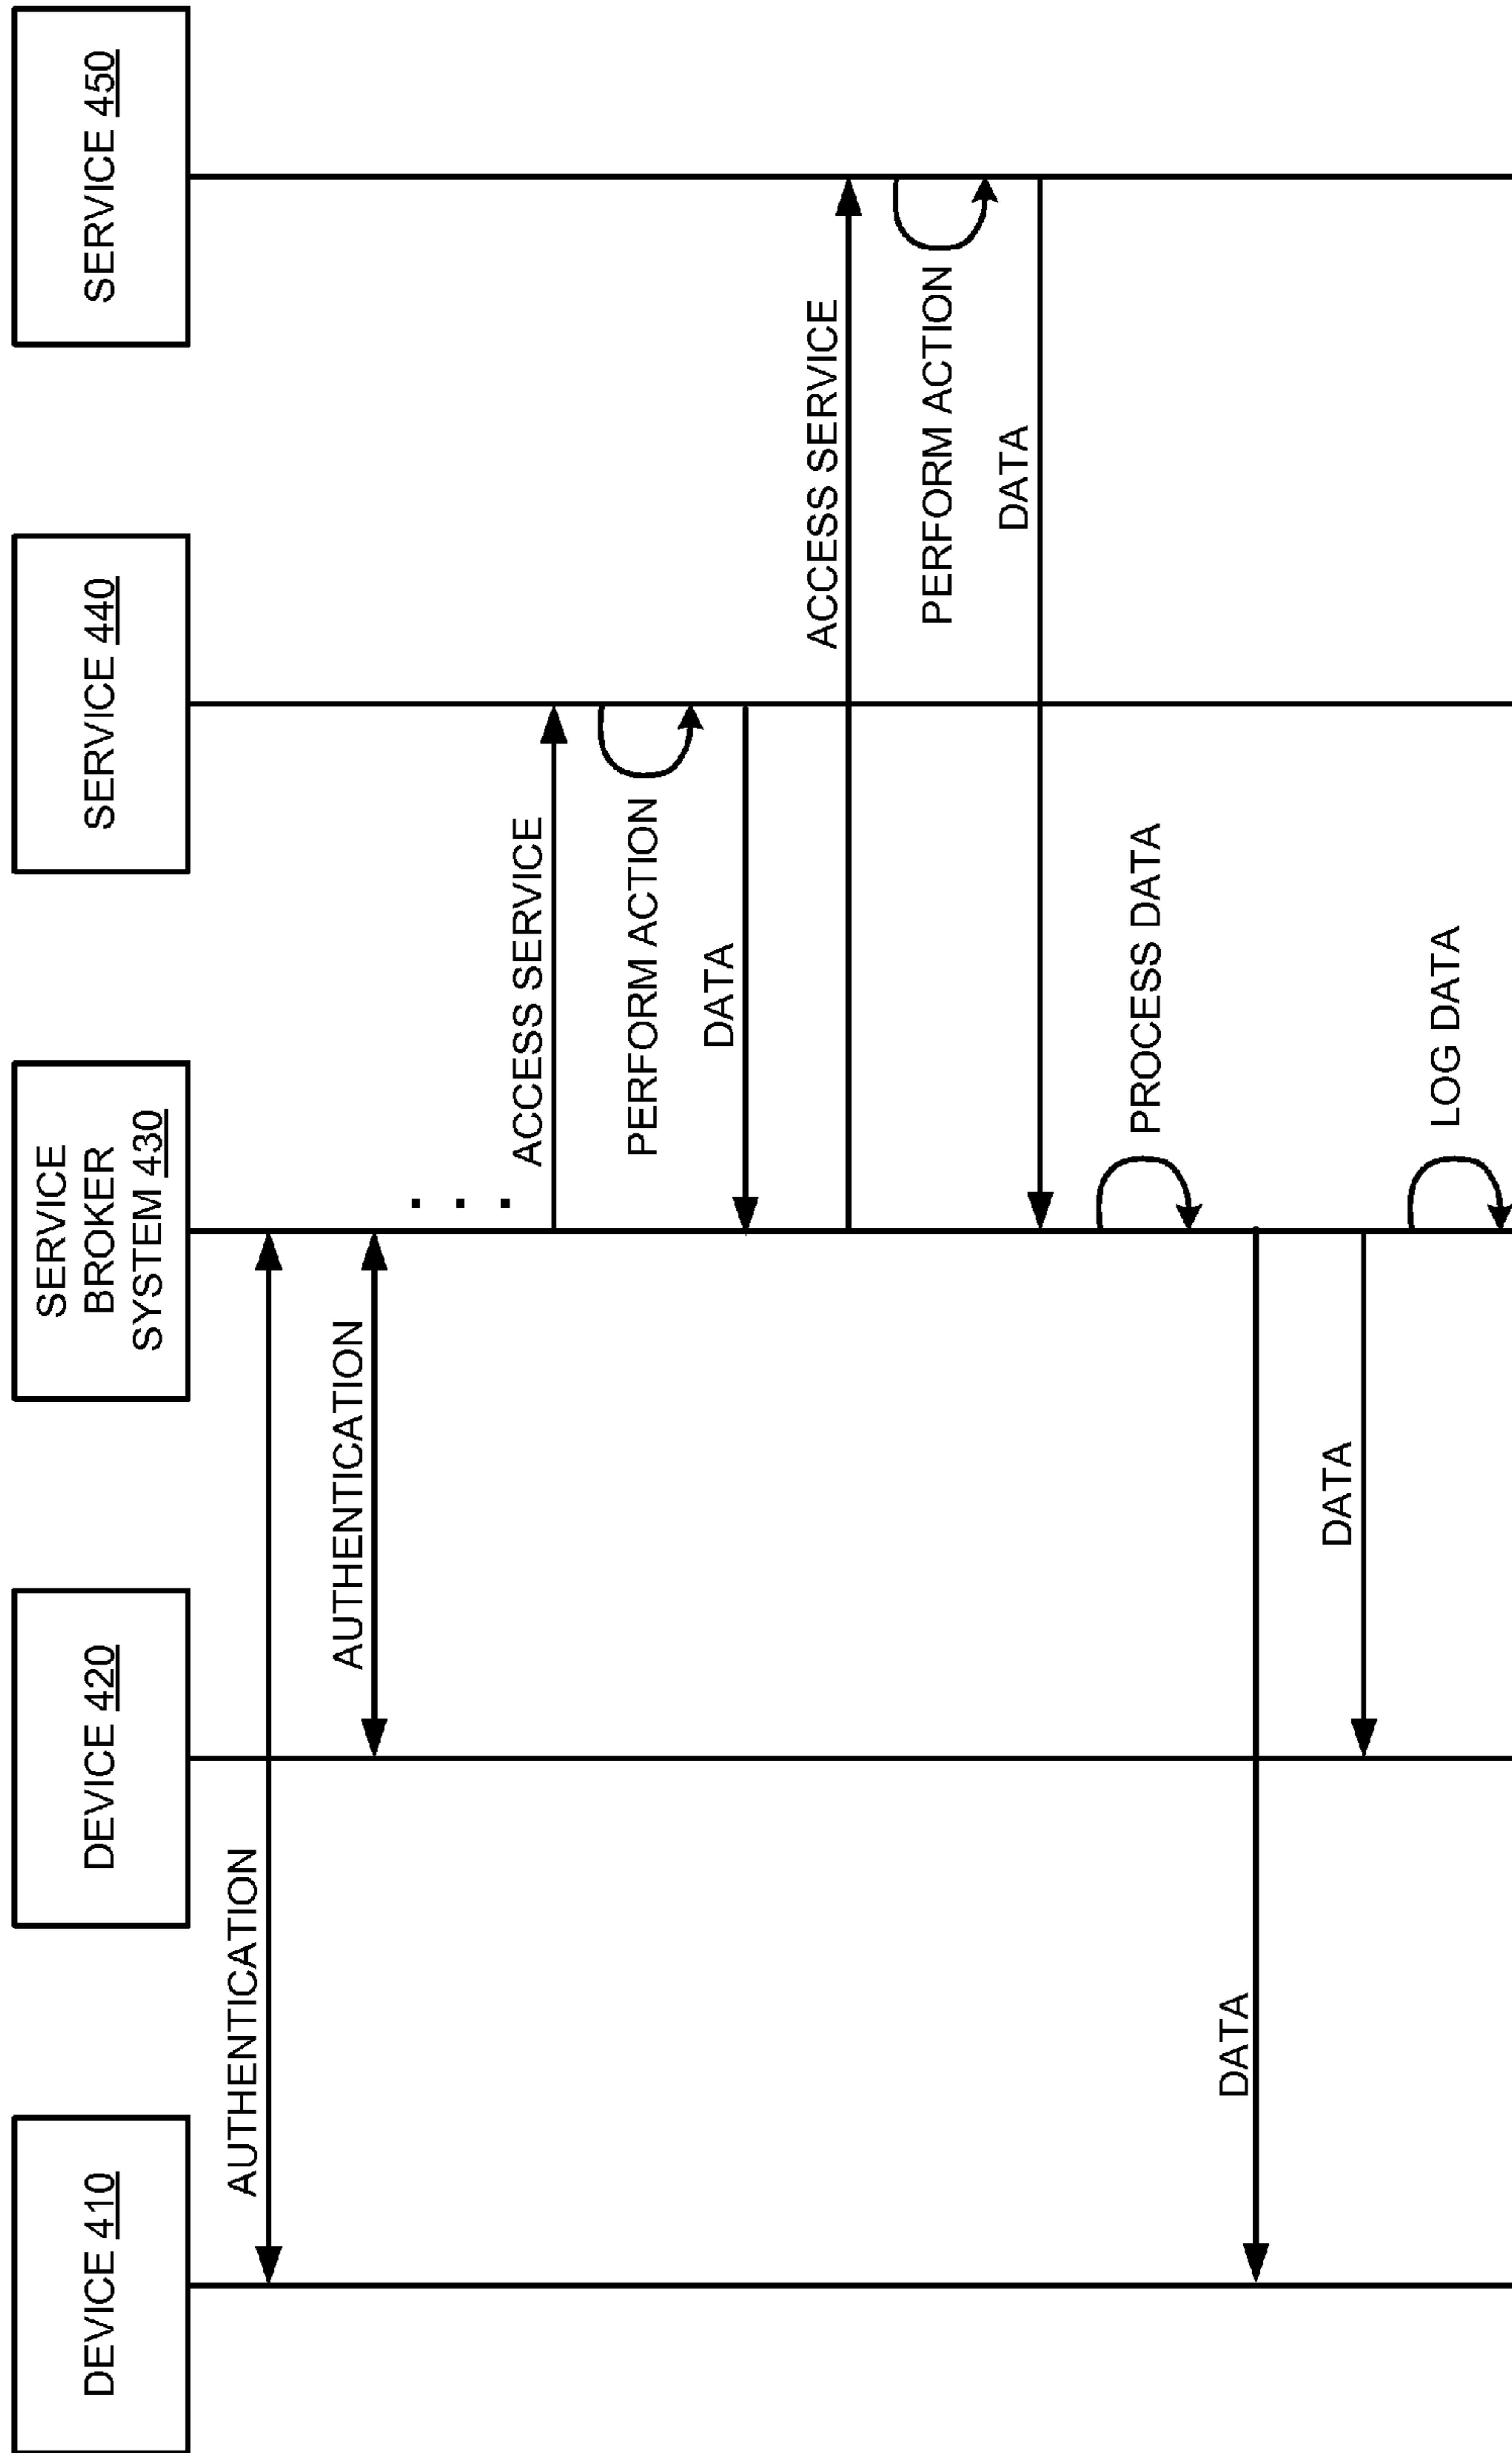 DEVICE 410
DEVICE 420
SERVICE
BROKER
SYSTEM 430
SERVICE 440
SERVICE 450
AUTHENTICATION
AUTHENTICATION
. . .
ACCESS SERVICE
PERFORM ACTION
DATA
ACCESS SERVICE
PERFORM ACTION
DATA
PROCESS DATA
DATA
DATA
LOG DATA